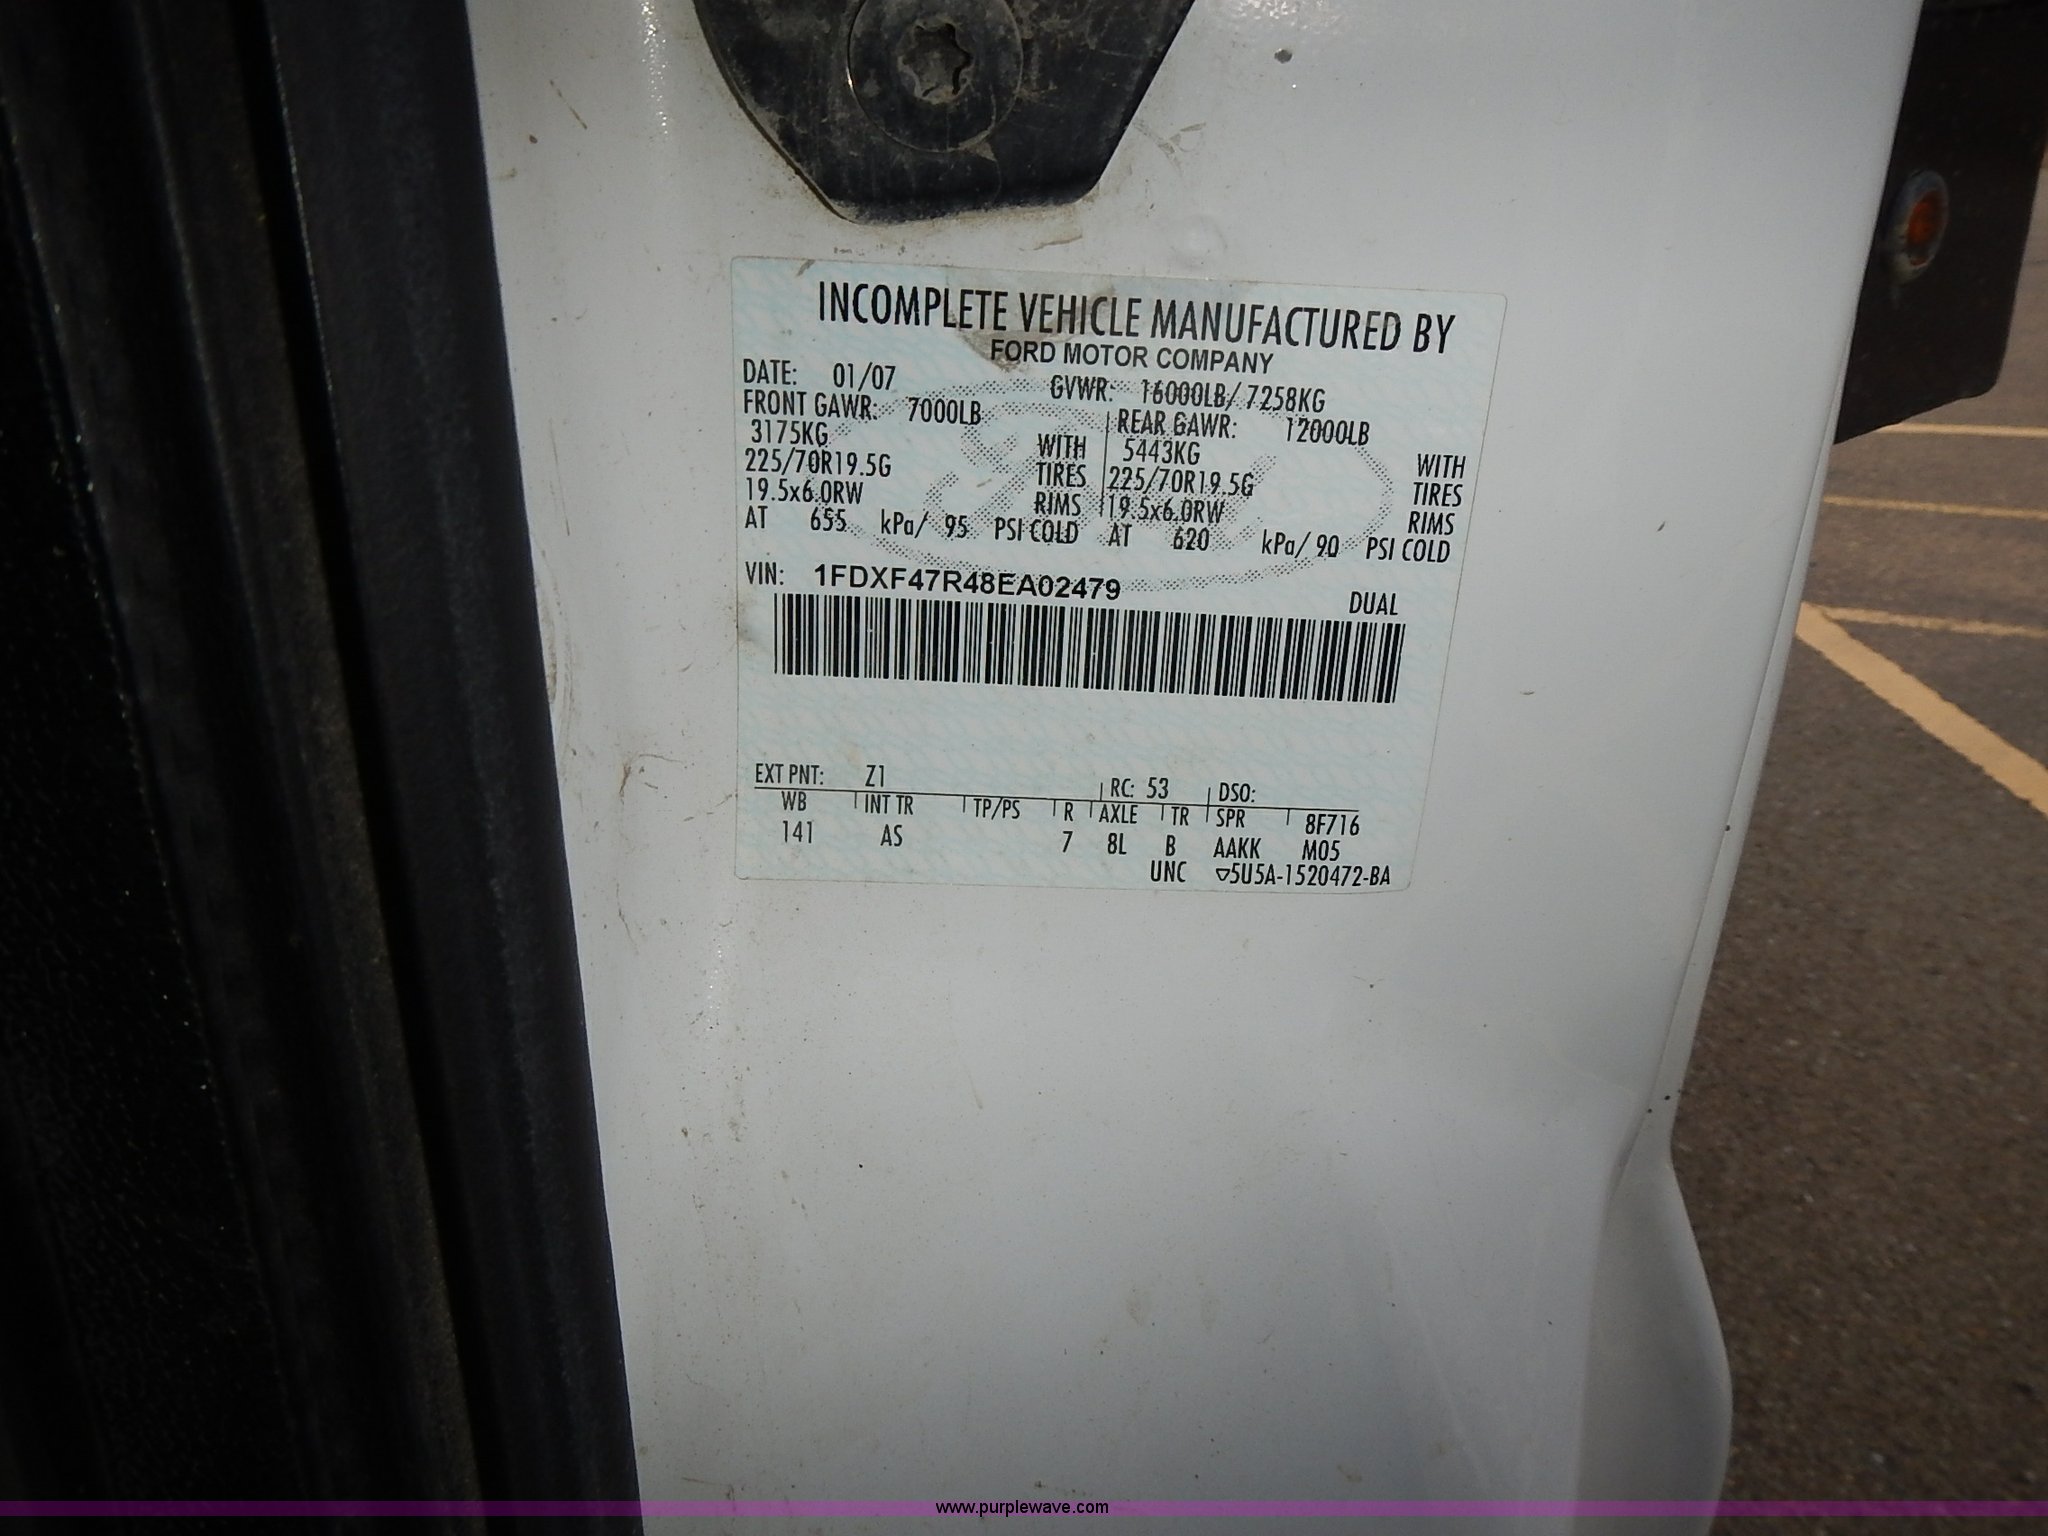 INCOMPLETE VEHICLE MANUFACTURED BY
FORD MOTOR COMPANY
DATE: 01/07 GVWR: 16000LB/ 7258KG
FRONT GAWR: 7000LB REAR GAWR: 12000LB
3175KG WITH 5443KG WITH
225/70R19.5G TIRES 225/70R19.5G TIRES
19.5x6.0RW RIMS 19.5x6.0RW RIMS
AT 655 kPa/ 95 PSI COLD AT 620 kPa/ 90 PSI COLD
VIN: 1FDXF47R48EA02479
DUAL
EXT PNT: Z1 RC: 53 DSO:
WB INT TR TP/PS R AXLE TR SPR 8F716
141 AS 7 8L B AAKK M05
UNC ▽5U5A-1520472-BA
www.purplewave.com